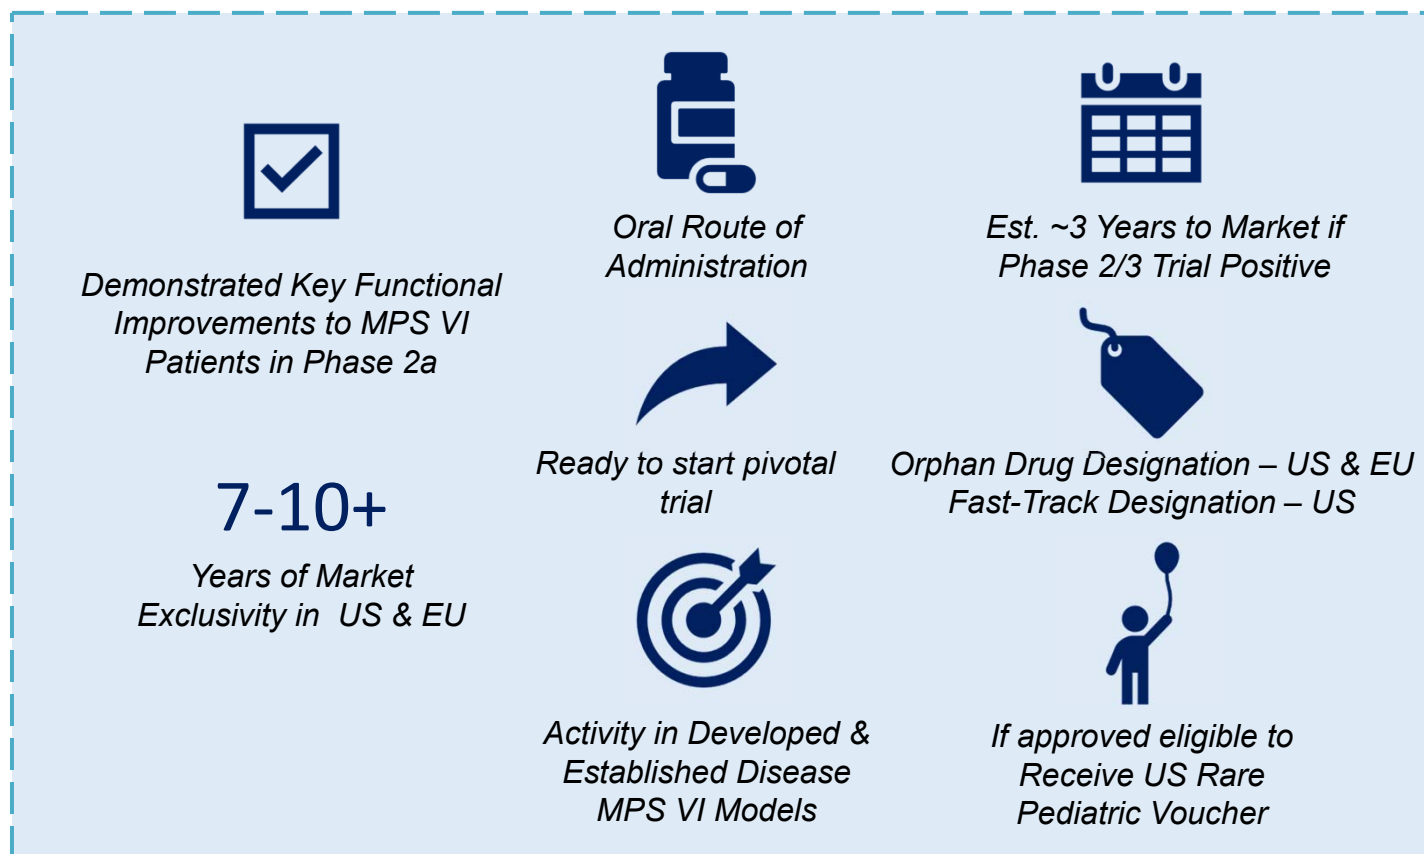 Demonstrated Key Functional
Improvements to MPS VI
Patients in Phase 2a
7-10+
Years of Market
Exclusivity in  US & EU
Oral Route of
Administration
Ready to start pivotal
trial
Activity in Developed &
Established Disease
MPS VI Models
Est. ~3 Years to Market if
Phase 2/3 Trial Positive
Orphan Drug Designation – US & EU
Fast-Track Designation – US
If approved eligible to
Receive US Rare
Pediatric Voucher